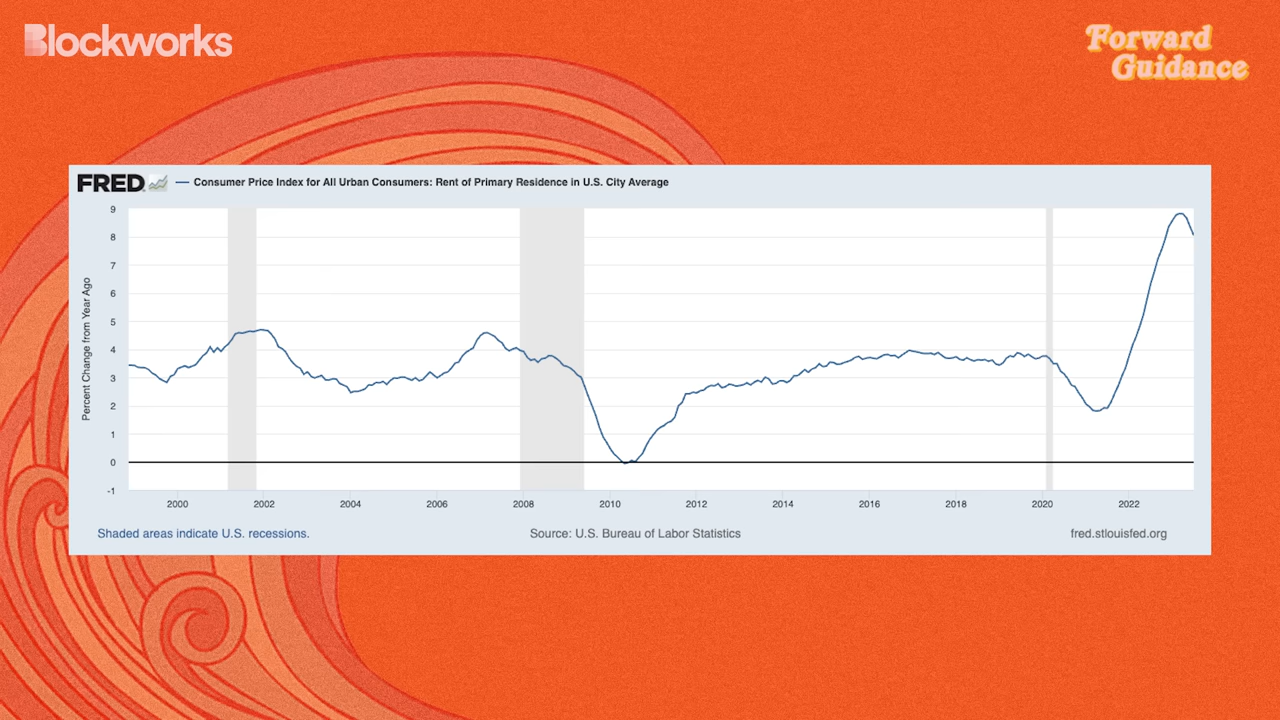 Blockworks
Forward
Guidance
FRED
Consumer Price Index for All Urban Consumers: Rent of Primary Residence in U.S. City Average
Percent Change from Year Ago
9
8
7
6
5
4
3
2
1
0
-1
2000 2002 2004 2006 2008 2010 2012 2014 2016 2018 2020 2022
Shaded areas indicate U.S. recessions. Source: U.S. Bureau of Labor Statistics fred.stlouisfed.org